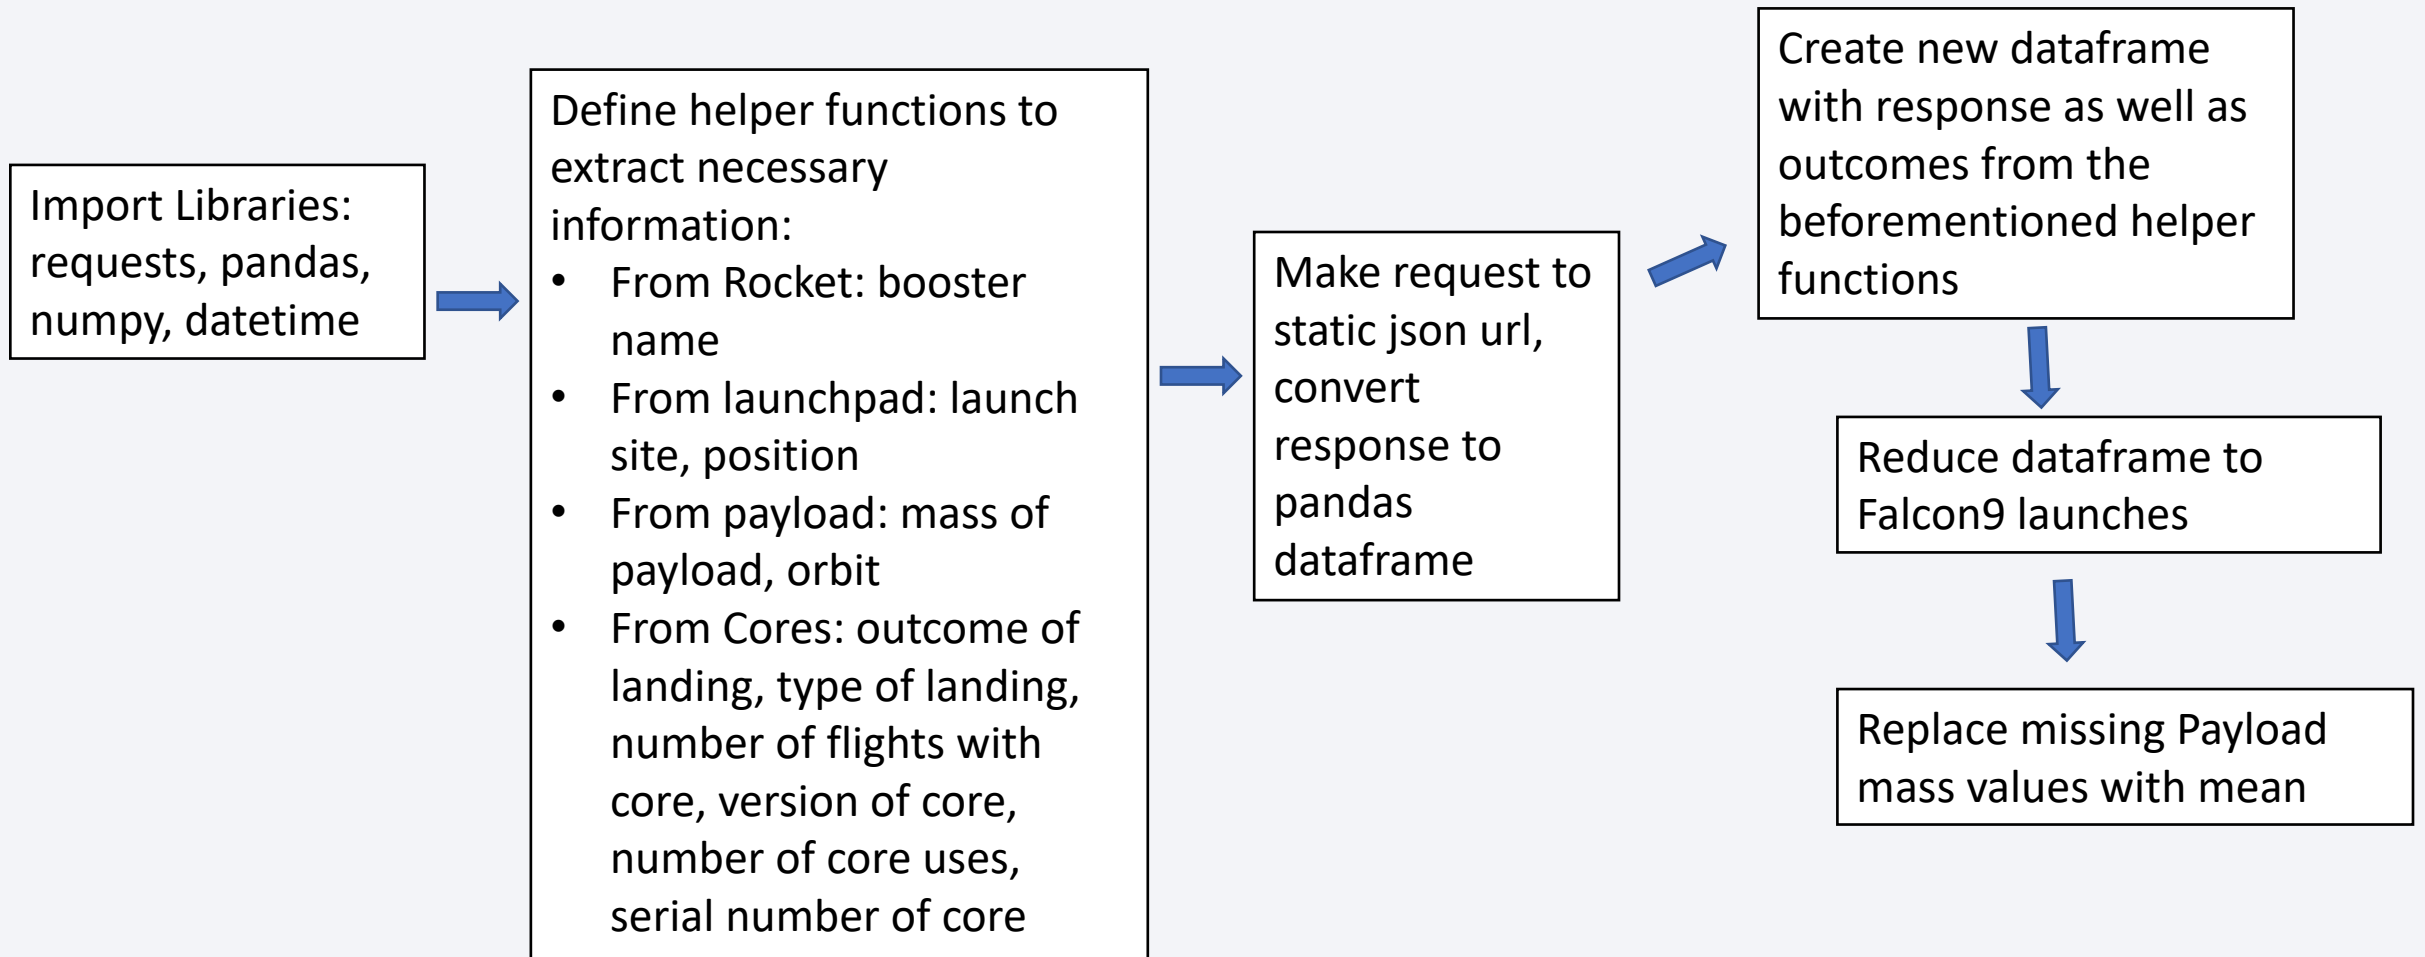 Import Libraries:
requests, pandas,
numpy, datetime
Define helper functions to
extract necessary
information:
• From Rocket: booster
name
• From launchpad: launch
site, position
• From payload: mass of
payload, orbit
• From Cores: outcome of
landing, type of landing,
number of flights with
core, version of core,
number of core uses,
serial number of core
Make request to
static json url,
convert
response to
pandas
dataframe
Create new dataframe
with response as well as
outcomes from the
beforementioned helper
functions
Reduce dataframe to
Falcon9 launches
Replace missing Payload
mass values with mean